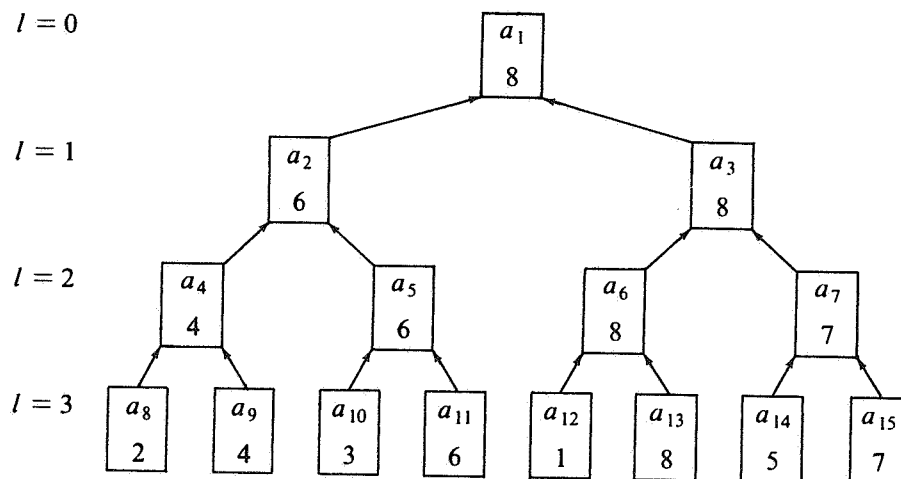 l = 0
a₁
8
l = 1
a₂ a₃
6 8
l = 2
a₄ a₅ a₆ a₇
4 6 8 7
l = 3
a₈ a₉ a₁₀ a₁₁ a₁₂ a₁₃ a₁₄ a₁₅
2 4 3 6 1 8 5 7